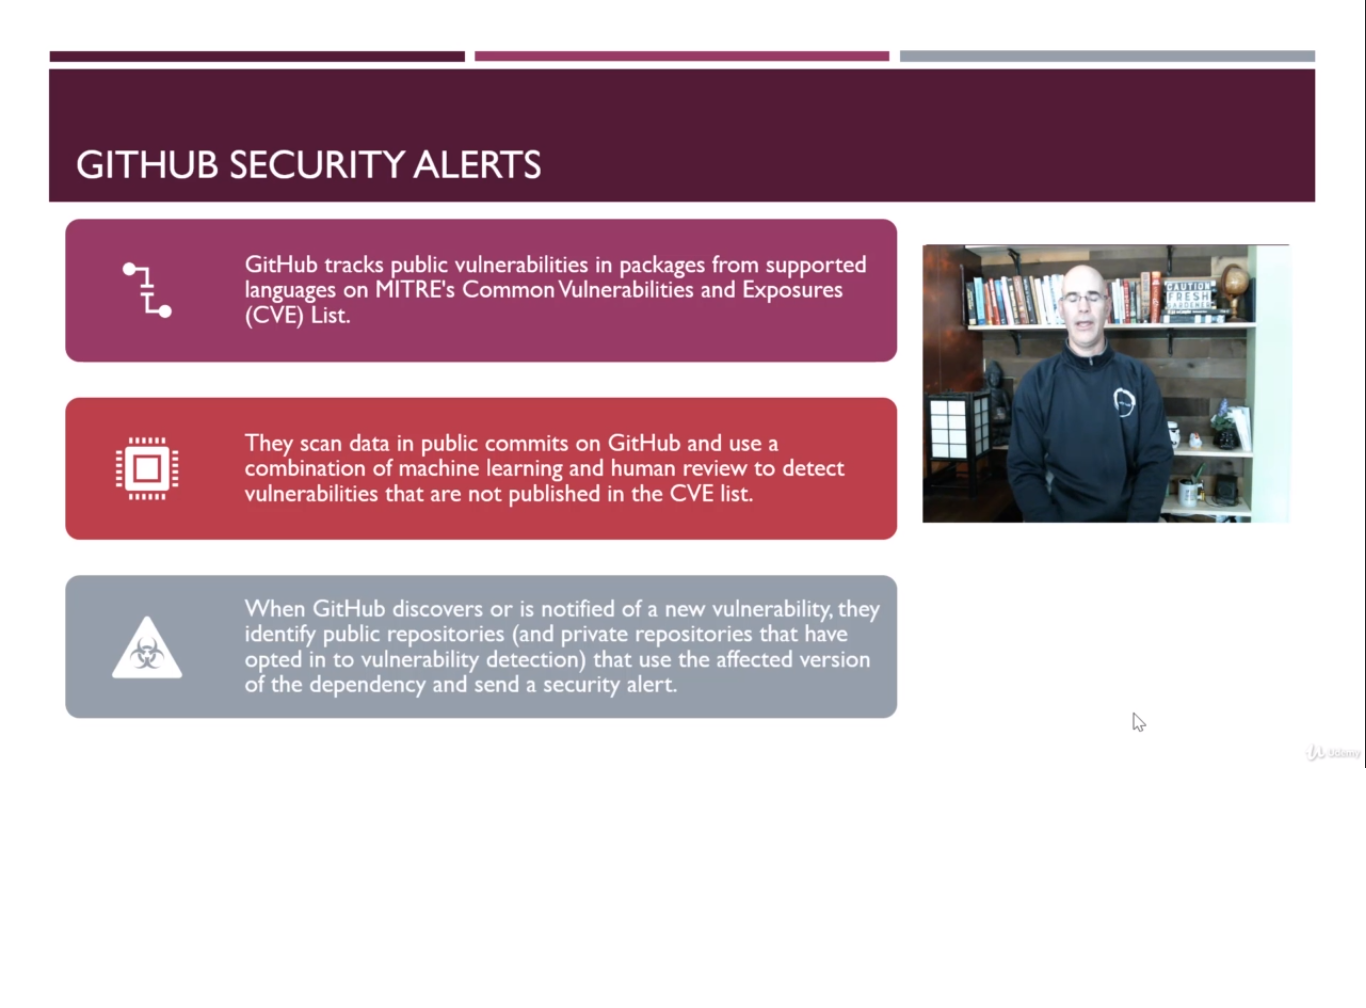 GITHUB SECURITY ALERTS
GitHub tracks public vulnerabilities in packages from supported
languages on MITRE's Common Vulnerabilities and Exposures
(CVE) List.
They scan data in public commits on GitHub and use a
combination of machine learning and human review to detect
vulnerabilities that are not published in the CVE list.
When GitHub discovers or is notified of a new vulnerability, they
identify public repositories (and private repositories that have
opted in to vulnerability detection) that use the affected version
of the dependency and send a security alert.
CAUTION
FRESH
Udemy